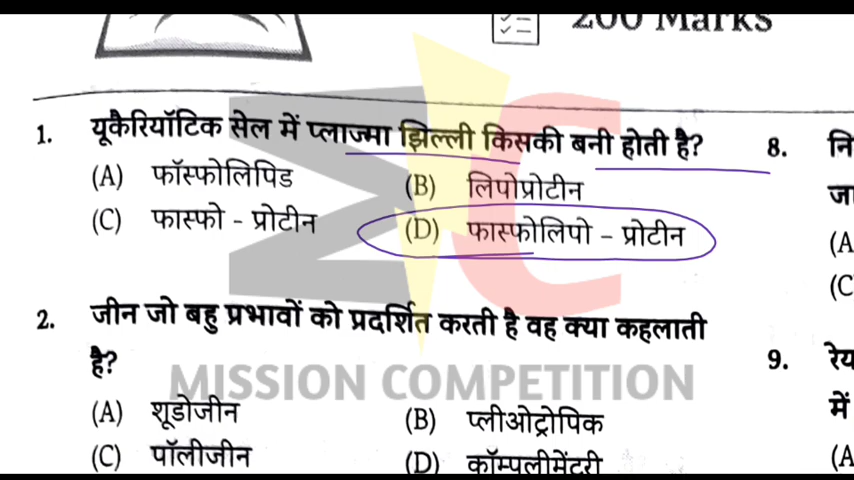 200 Marks
1. यूकैरियॉटिक सेल में प्लाज्मा झिल्ली किसकी बनी होती है?
(A) फॉस्फोलिपिड (B) लिपोप्रोटीन
(C) फास्फो - प्रोटीन (D) फास्फोलिपो - प्रोटीन
2. जीन जो बहु प्रभावों को प्रदर्शित करती है वह क्या कहलाती
है?
(A) शूडोजीन (B) प्लीओट्रोपिक
(C) पॉलीजीन (D) कॉम्पलीमेंटरी
MISSION COMPETITION
8. नि
(A
(C
9. रेय
में
(A